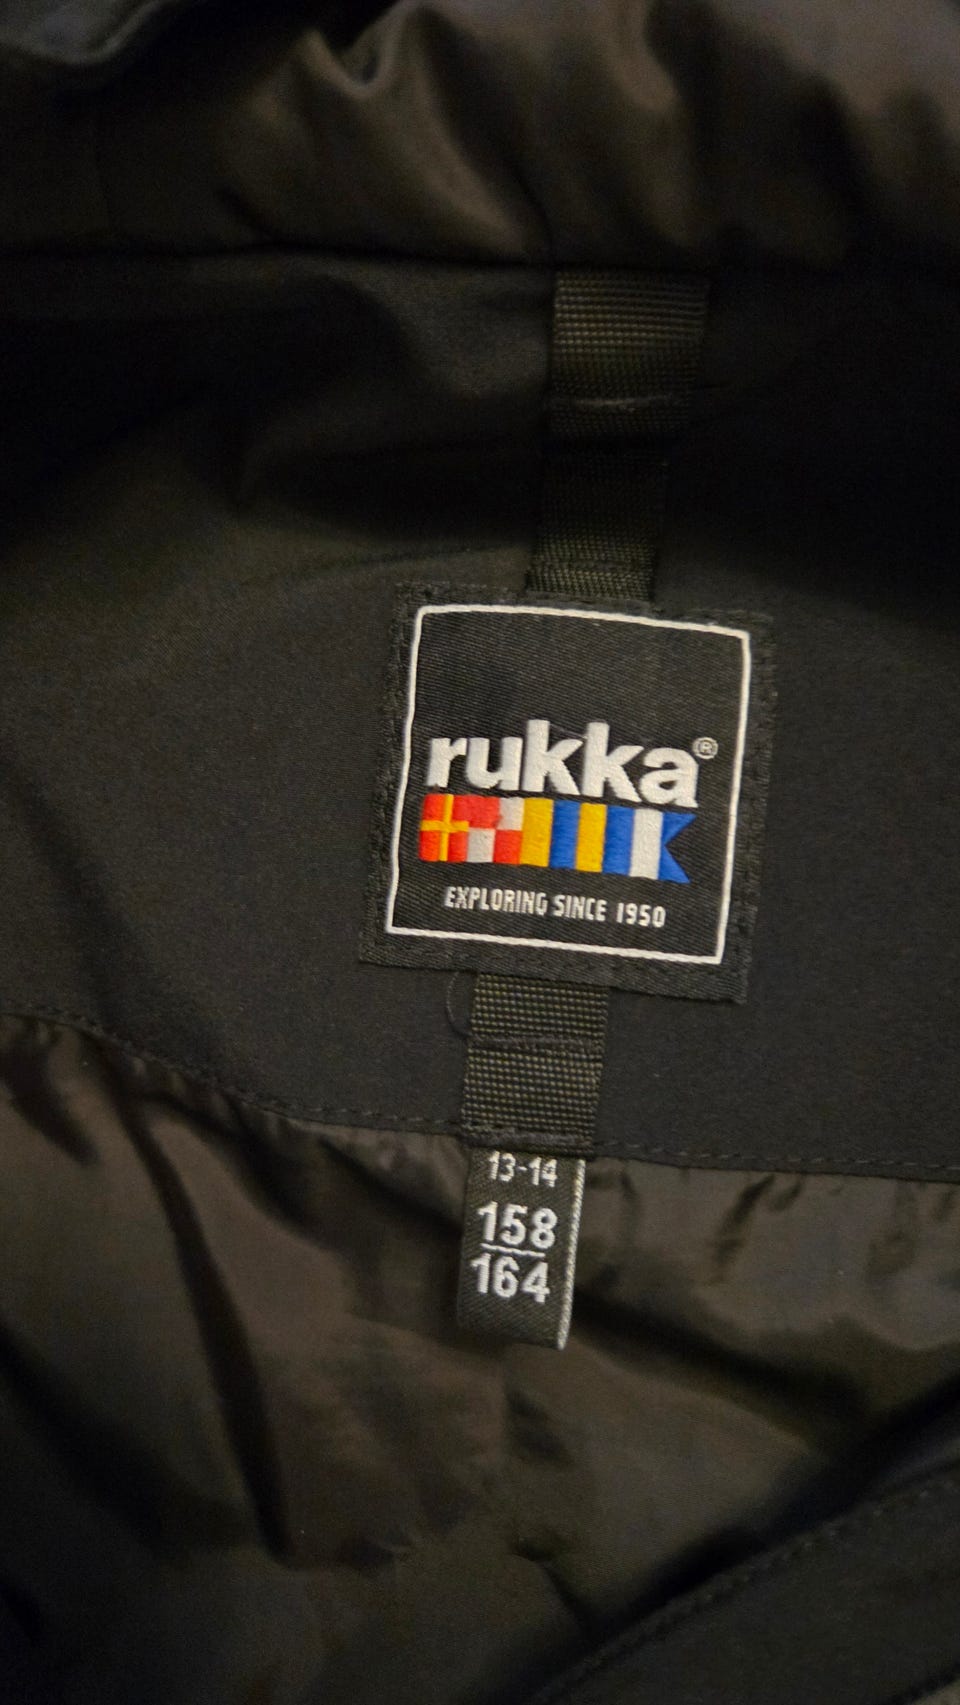 rukka®
EXPLORING SINCE 1950
13-14
158
164